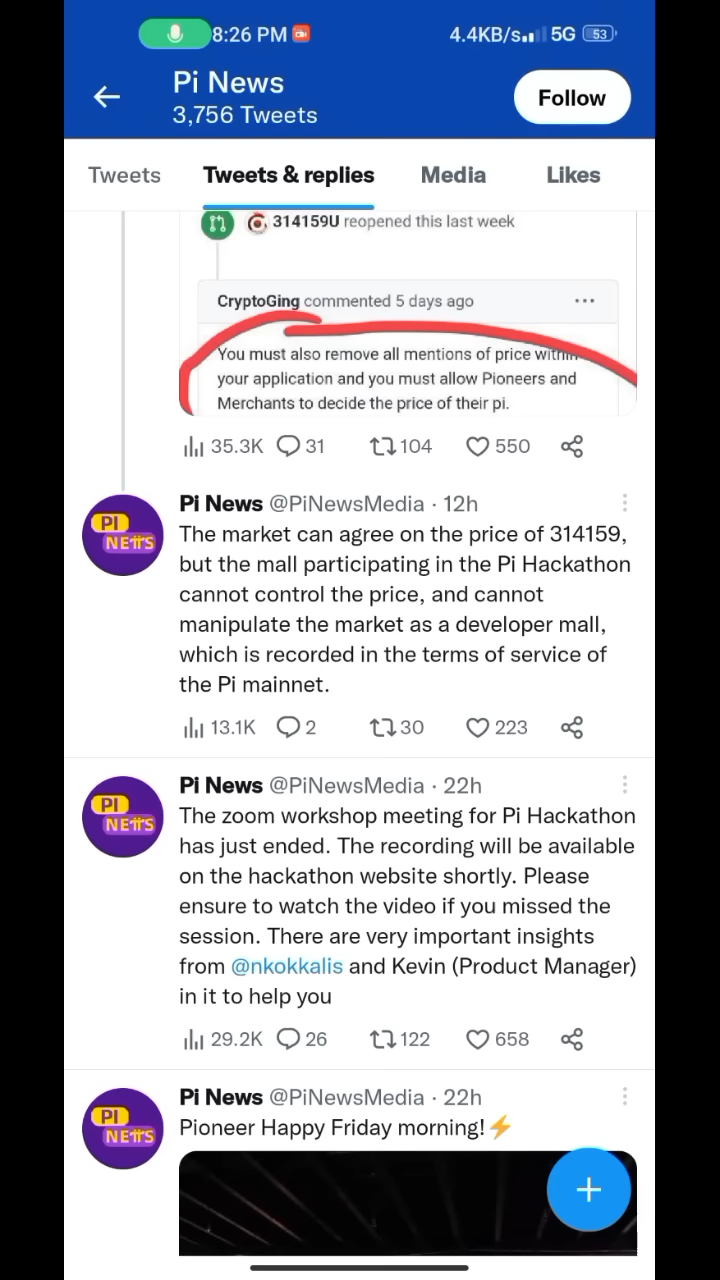 8:26 PM
4.4KB/s 5G 53
Pi News
3,756 Tweets
Follow
Tweets
Tweets & replies
Media
Likes
314159U reopened this last week
CryptoGing commented 5 days ago
You must also remove all mentions of price within
your application and you must allow Pioneers and
Merchants to decide the price of their pi.
35.3K 31 104 550
Pi News @PiNewsMedia · 12h
PI
NEππS
The market can agree on the price of 314159,
but the mall participating in the Pi Hackathon
cannot control the price, and cannot
manipulate the market as a developer mall,
which is recorded in the terms of service of
the Pi mainnet.
13.1K 2 30 223
Pi News @PiNewsMedia · 22h
PI
NEππS
The zoom workshop meeting for Pi Hackathon
has just ended. The recording will be available
on the hackathon website shortly. Please
ensure to watch the video if you missed the
session. There are very important insights
from @nkokkalis and Kevin (Product Manager)
in it to help you
29.2K 26 122 658
Pi News @PiNewsMedia · 22h
PI
NEππS
Pioneer Happy Friday morning!⚡